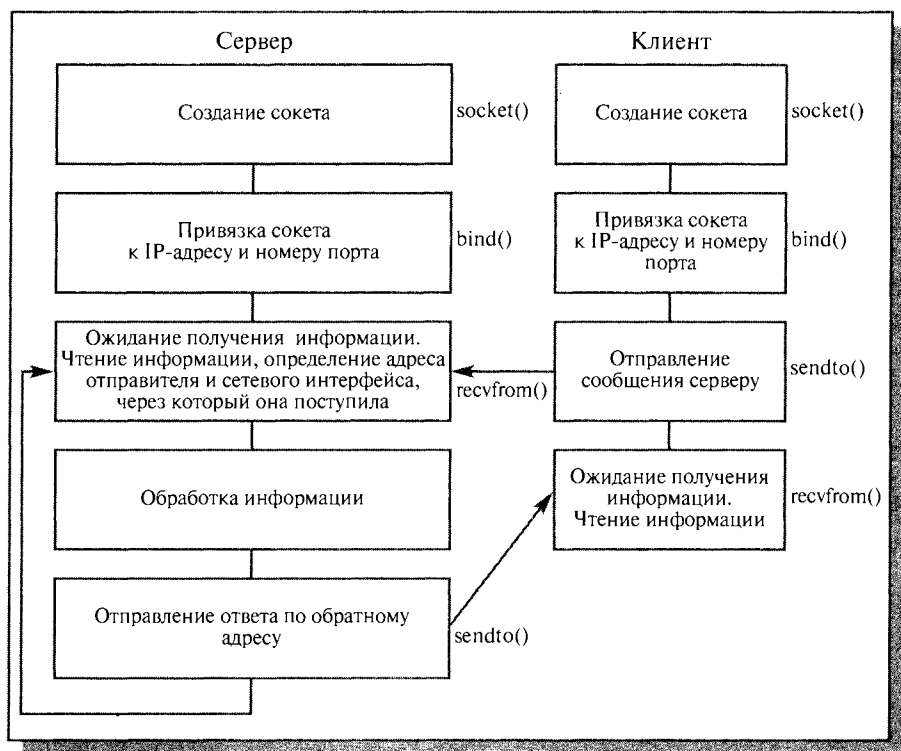 Сервер
Создание сокета
socket()
Привязка сокета
к IP-адресу и номеру порта
bind()
Ожидание получения информации.
Чтение информации, определение адреса
отправителя и сетевого интерфейса,
через который она поступила
recvfrom()
Обработка информации
Отправление ответа по обратному
адресу
sendto()
Клиент
Создание сокета
socket()
Привязка сокета
к IP-адресу и номеру
порта
bind()
Отправление
сообщения серверу
sendto()
Ожидание получения
информации.
Чтение информации
recvfrom()